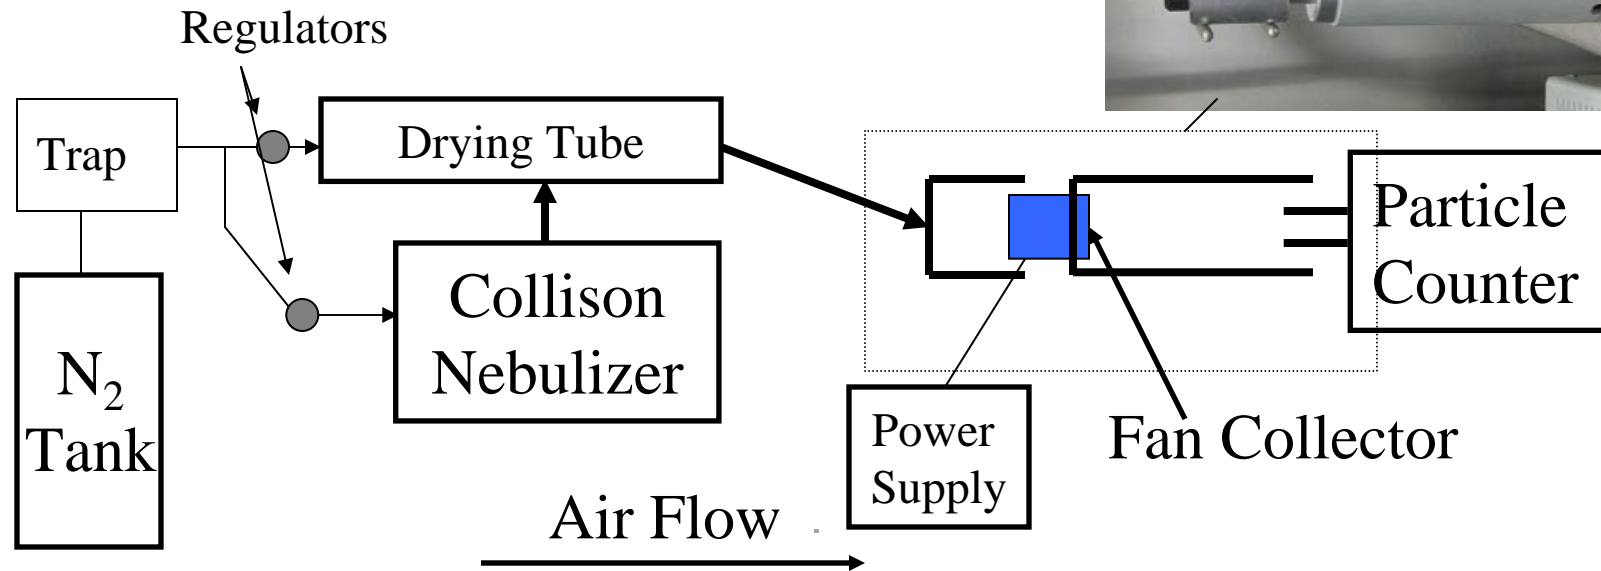 Regulators
Trap
Drying Tube
Particle
Counter
Collison
Nebulizer
N₂
Tank
Power
Supply
Fan Collector
Air Flow